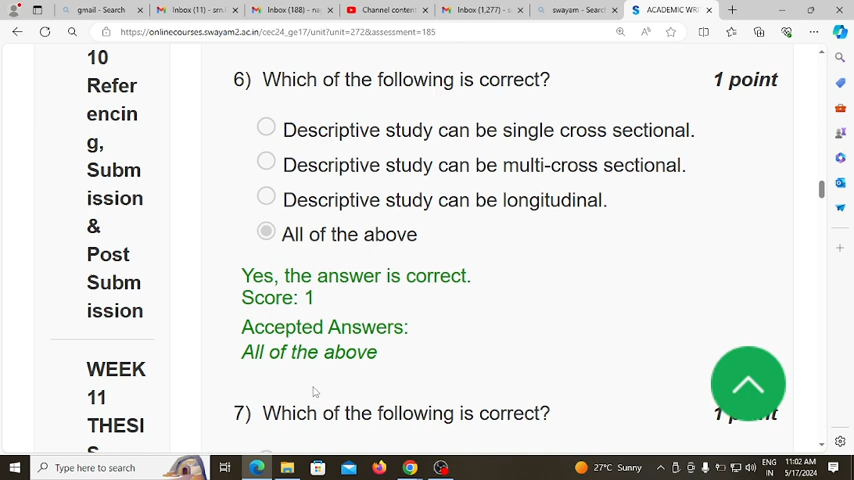 gmail - Search
Inbox (11) - srn
Inbox (188) - na
Channel content
Inbox (1,277) - c
swayam - Search
ACADEMIC WRI
https://onlinecourses.swayam2.ac.in/cec24_ge17/unit?unit=272&assessment=185
10
Refer
encin
g,
Subm
ission
&
Post
Subm
ission
WEEK
11
THESI
S
6) Which of the following is correct? 1 point
Descriptive study can be single cross sectional.
Descriptive study can be multi-cross sectional.
Descriptive study can be longitudinal.
All of the above
Yes, the answer is correct.
Score: 1
Accepted Answers:
All of the above
7) Which of the following is correct? 1 point
Type here to search
27°C Sunny
ENG
IN
11:02 AM
5/17/2024